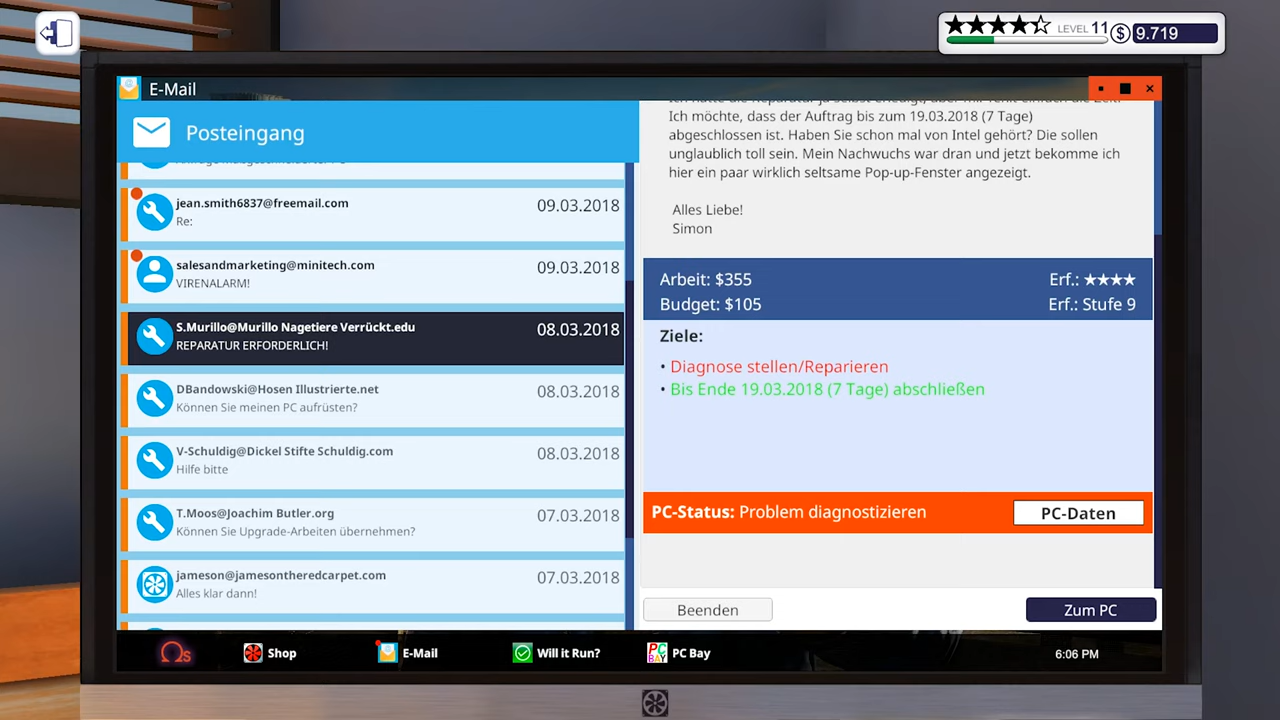 LEVEL 11
$ 9.719
E-Mail
Posteingang
jean.smith6837@freemail.com
09.03.2018
Re:
salesandmarketing@minitech.com
09.03.2018
VIRENALARM!
S.Murillo@Murillo Nagetiere Verrückt.edu
08.03.2018
REPARATUR ERFORDERLICH!
DBandowski@Hosen Illustrierte.net
08.03.2018
Können Sie meinen PC aufrüsten?
V-Schuldig@Dickel Stifte Schuldig.com
08.03.2018
Hilfe bitte
T.Moos@Joachim Butler.org
07.03.2018
Können Sie Upgrade-Arbeiten übernehmen?
jameson@jamesontheredcarpet.com
07.03.2018
Alles klar dann!
Ich möchte, dass der Auftrag bis zum 19.03.2018 (7 Tage)
abgeschlossen ist. Haben Sie schon mal von Intel gehört? Die sollen
unglaublich toll sein. Mein Nachwuchs war dran und jetzt bekomme ich
hier ein paar wirklich seltsame Pop-up-Fenster angezeigt.
Alles Liebe!
Simon
Arbeit: $355
Erf.: ★★★★
Budget: $105
Erf.: Stufe 9
Ziele:
• Diagnose stellen/Reparieren
• Bis Ende 19.03.2018 (7 Tage) abschließen
PC-Status: Problem diagnostizieren
PC-Daten
Beenden
Zum PC
Ωs
Shop
E-Mail
Will it Run?
PC BAY
PC Bay
6:06 PM